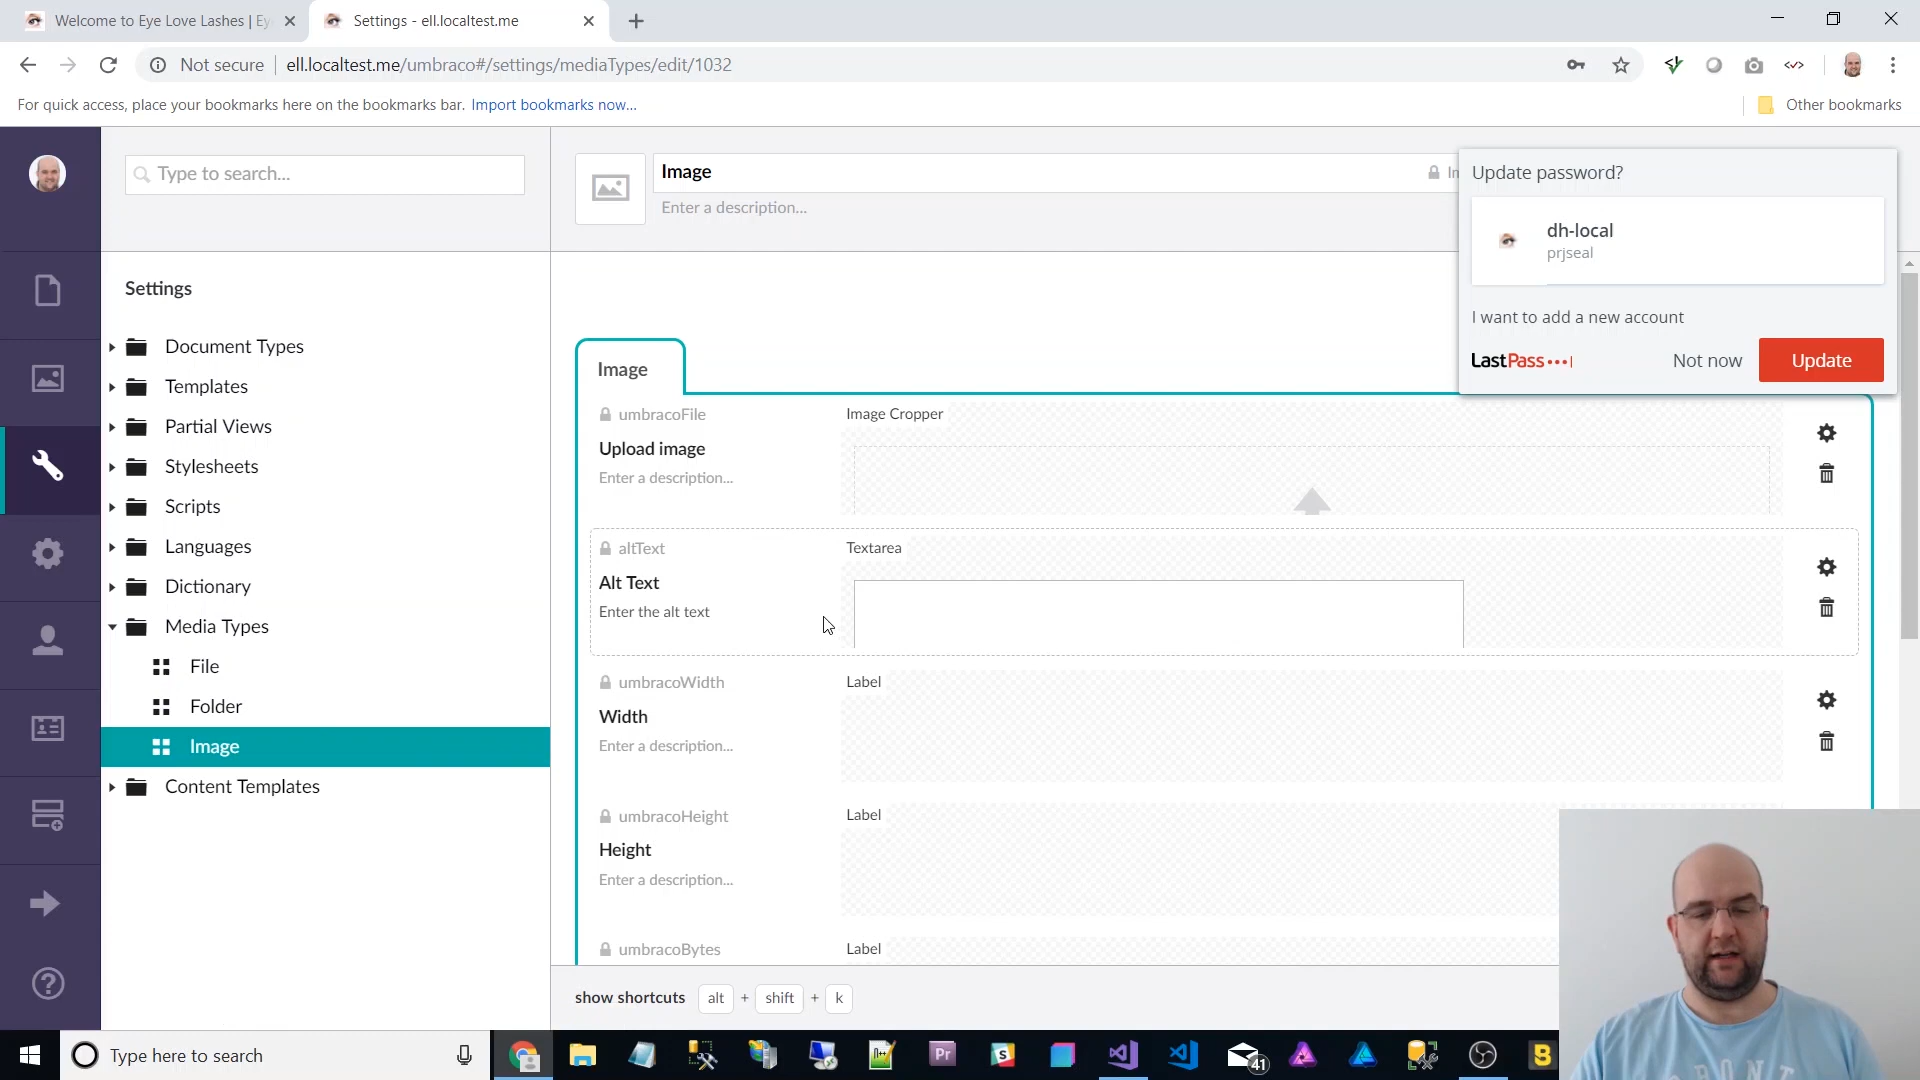 Welcome to Eye Love Lashes | Ey
Settings - ell.localtest.me
Not secure
ell.localtest.me/umbraco#/settings/mediaTypes/edit/1032
For quick access, place your bookmarks here on the bookmarks bar. Import bookmarks now...
Other bookmarks
Type to search...
Image
Enter a description...
Update password?
dh-local
prjseal
I want to add a new account
LastPass
Not now
Update
Settings
Document Types
Templates
Partial Views
Stylesheets
Scripts
Languages
Dictionary
Media Types
File
Folder
Image
Content Templates
Image
umbracoFile
Image Cropper
Upload image
Enter a description...
altText
Textarea
Alt Text
Enter the alt text
umbracoWidth
Label
Width
Enter a description...
umbracoHeight
Label
Height
Enter a description...
umbracoBytes
Label
show shortcuts alt + shift + k
Type here to search
Pr
S
41
B